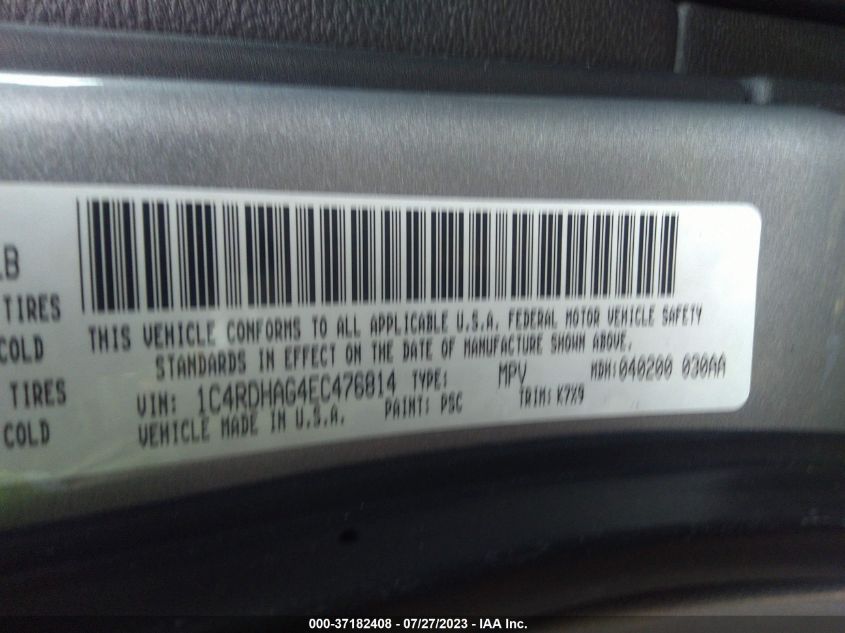 LB
TIRES
COLD
TIRES
COLD
THIS VEHICLE CONFORMS TO ALL APPLICABLE U.S.A. FEDERAL MOTOR VEHICLE SAFETY
STANDARDS IN EFFECT ON THE DATE OF MANUFACTURE SHOWN ABOVE.
VIN: 1C4RDHAG4EC476814 TYPE: MPV MDH:040200 030AA
VEHICLE MADE IN U.S.A. PAINT: PSC TRIM: K7X9
000-37182408 - 07/27/2023 - IAA Inc.